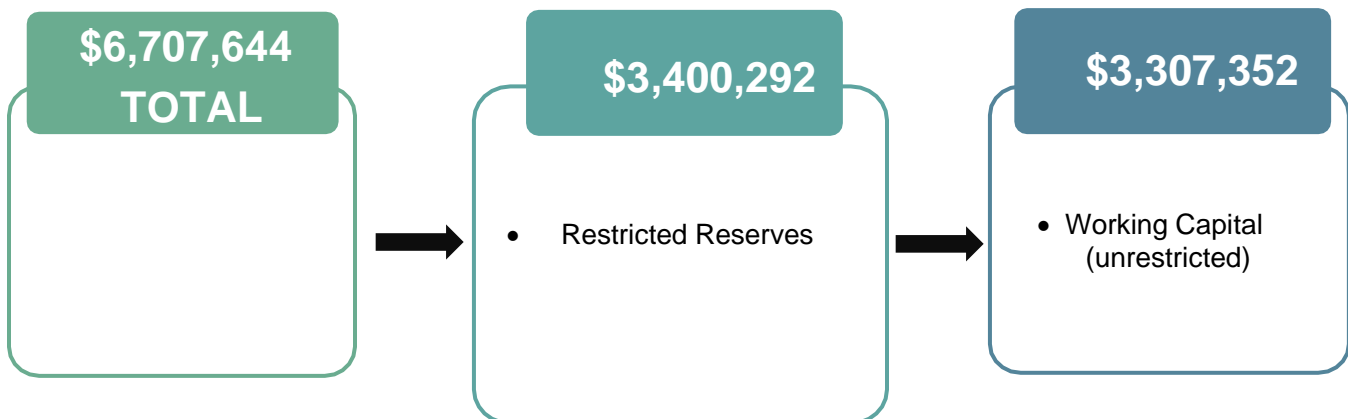 $6,707,644
TOTAL
$3,400,292
• Restricted Reserves
$3,307,352
• Working Capital
(unrestricted)